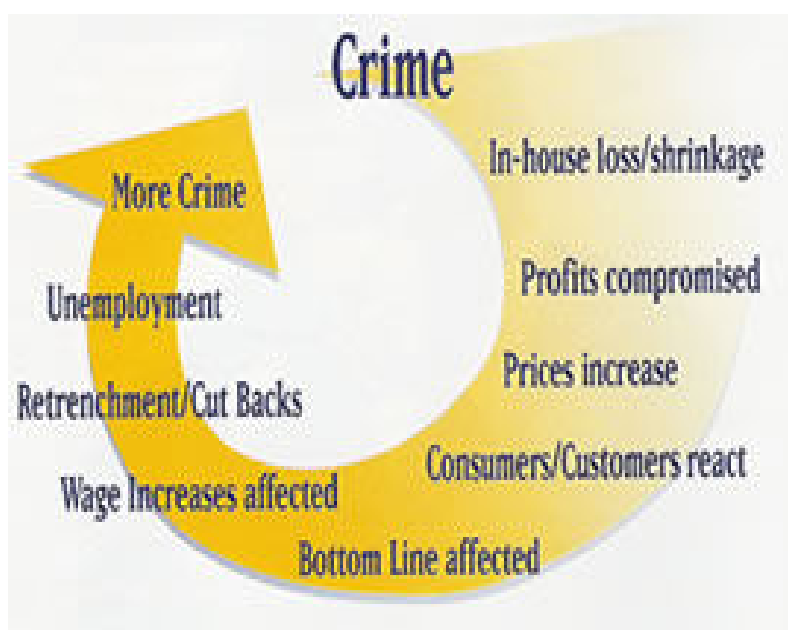 Crime
In-house loss/shrinkage
Profits compromised
Prices increase
Consumers/Customers react
Bottom Line affected
Wage Increases affected
Retrenchment/Cut Backs
Unemployment
More Crime